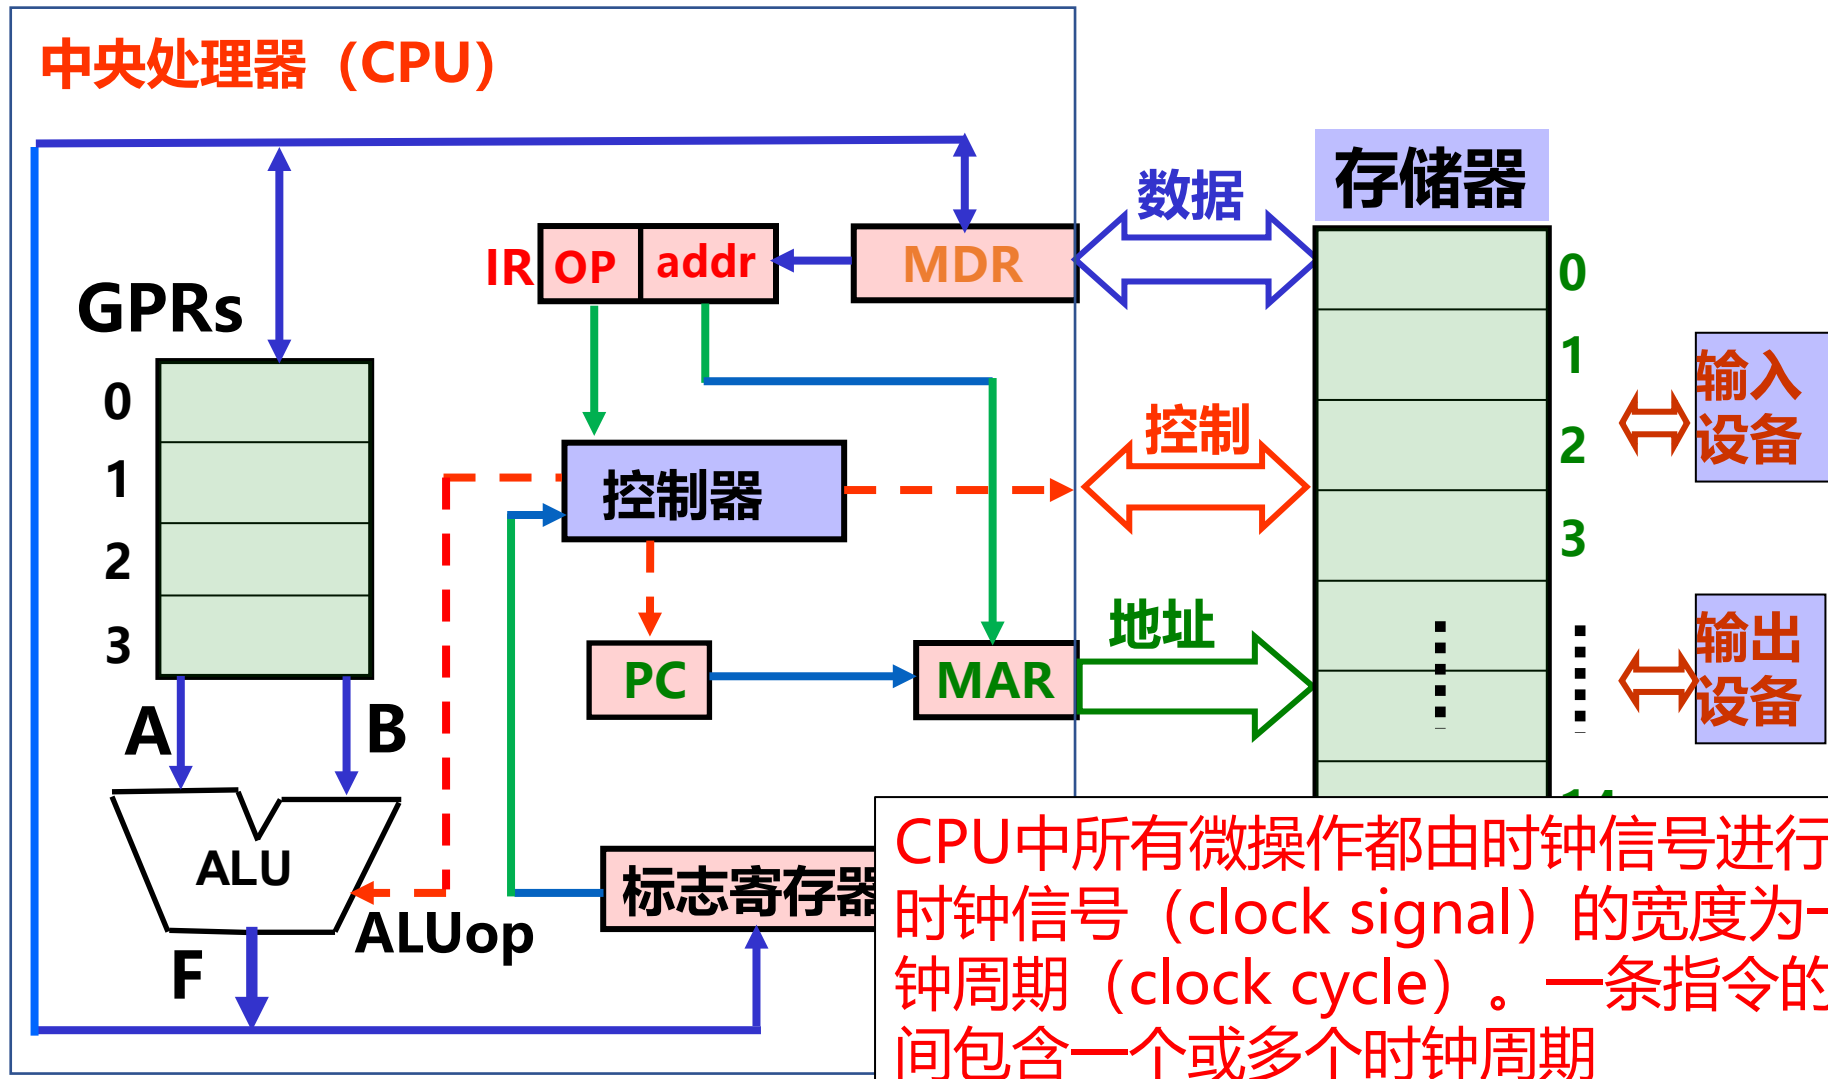 中央处理器（CPU）
数据
存储器
IR
OP
addr
MDR
0
GPRs
1
输入
设备
0
控制
2
1
控制器
3
2
地址
输出
设备
3
PC
MAR
A
B
ALU
标志寄存器
ALUop
F
CPU中所有微操作都由时钟信号进行
时钟信号（clock signal）的宽度为一
钟周期（clock cycle）。一条指令的
间包含一个或多个时钟周期